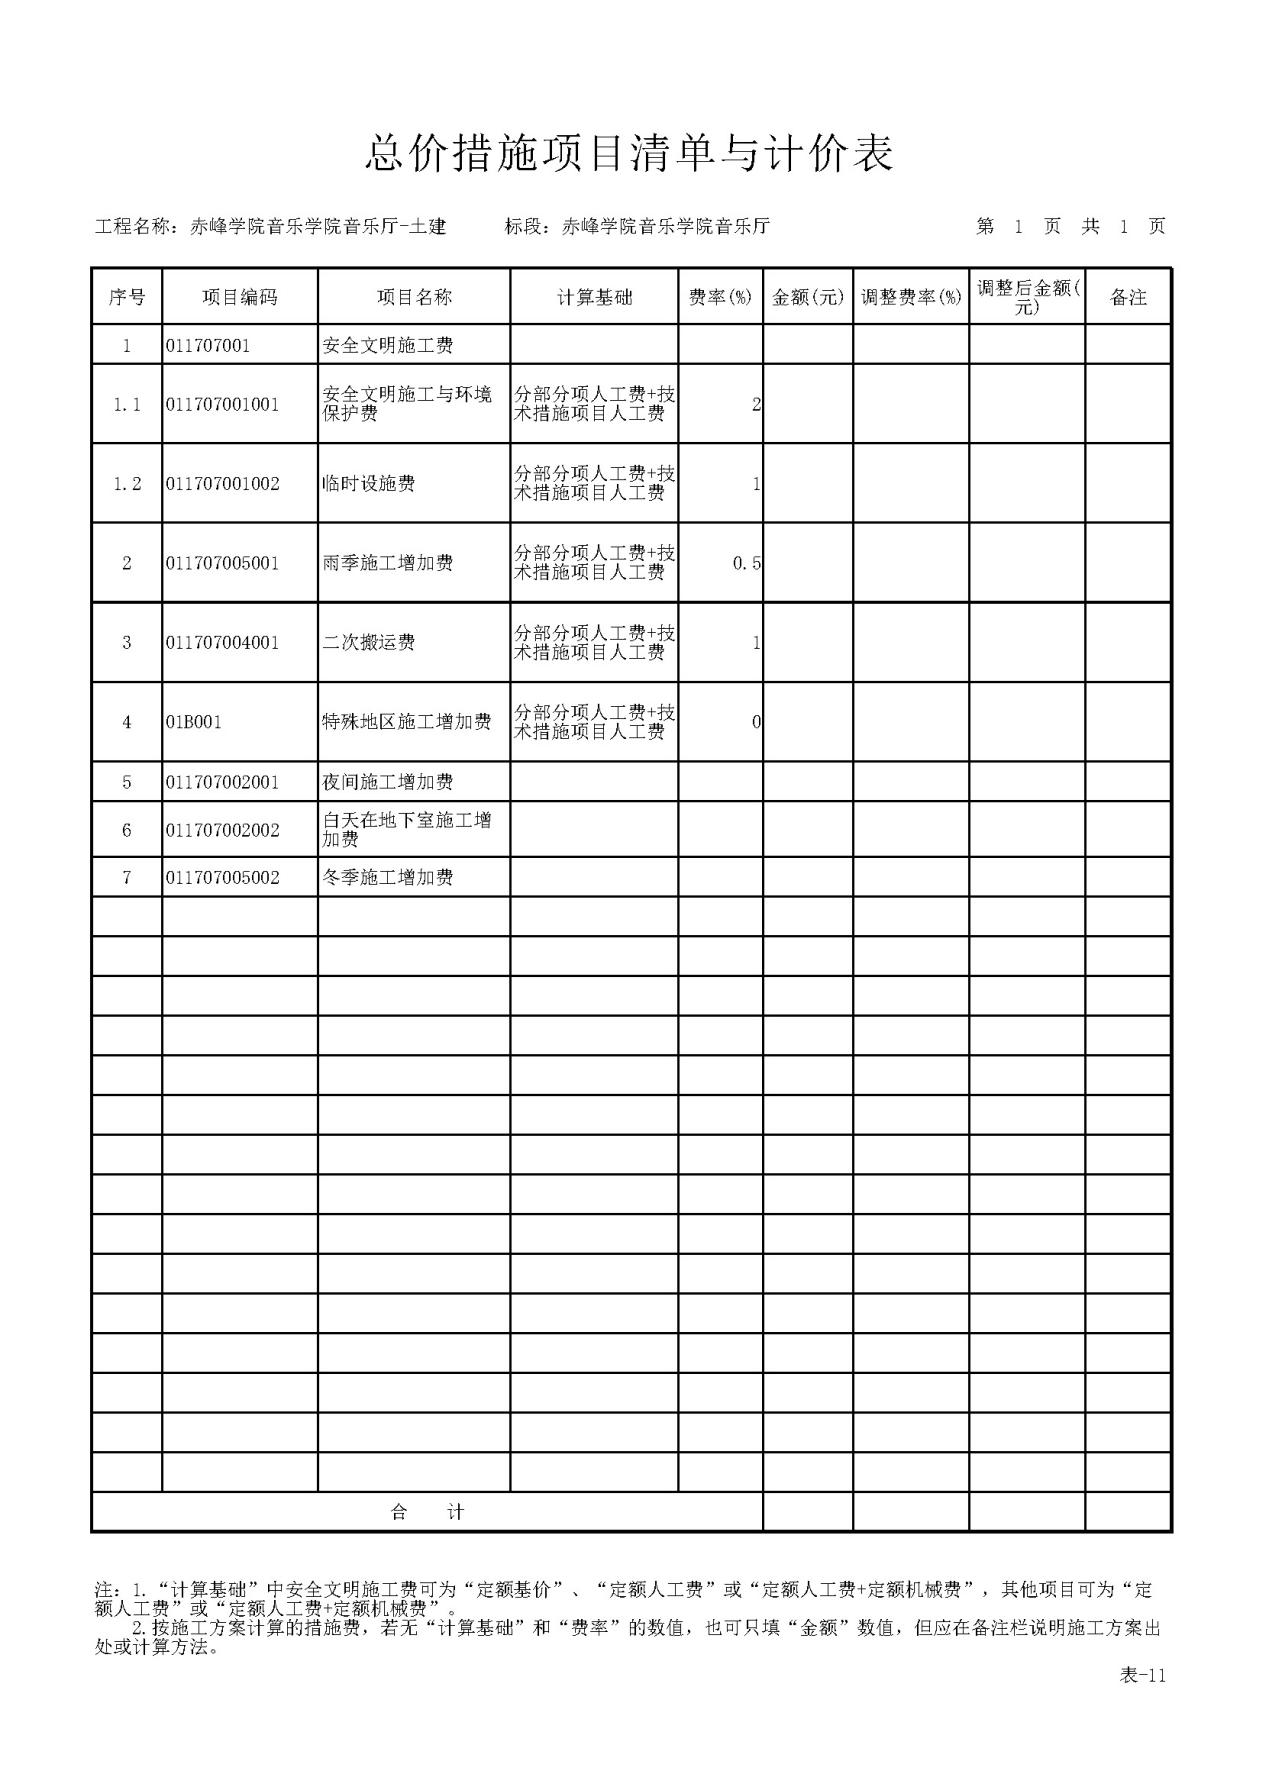 总价措施项目清单与计价表
工程名称：赤峰学院音乐学院音乐厅-土建 标段：赤峰学院音乐学院音乐厅 第 1 页 共 1 页
序号 项目编码 项目名称 计算基础 费率(%) 金额(元) 调整费率(%) 调整后金额(
元) 备注
1 011707001 安全文明施工费
1.1 011707001001 安全文明施工与环境
保护费 分部分项人工费+技
术措施项目人工费 2
1.2 011707001002 临时设施费 分部分项人工费+技
术措施项目人工费 1
2 011707005001 雨季施工增加费 分部分项人工费+技
术措施项目人工费 0.5
3 011707004001 二次搬运费 分部分项人工费+技
术措施项目人工费 1
4 01B001 特殊地区施工增加费 分部分项人工费+技
术措施项目人工费 0
5 011707002001 夜间施工增加费
6 011707002002 白天在地下室施工增
加费
7 011707005002 冬季施工增加费
合 计
注：1.“计算基础”中安全文明施工费可为“定额基价”、“定额人工费”或“定额人工费+定额机械费”，其他项目可为“定
额人工费”或“定额人工费+定额机械费”。
2.按施工方案计算的措施费，若无“计算基础”和“费率”的数值，也可只填“金额”数值，但应在备注栏说明施工方案出
处或计算方法。
表-11